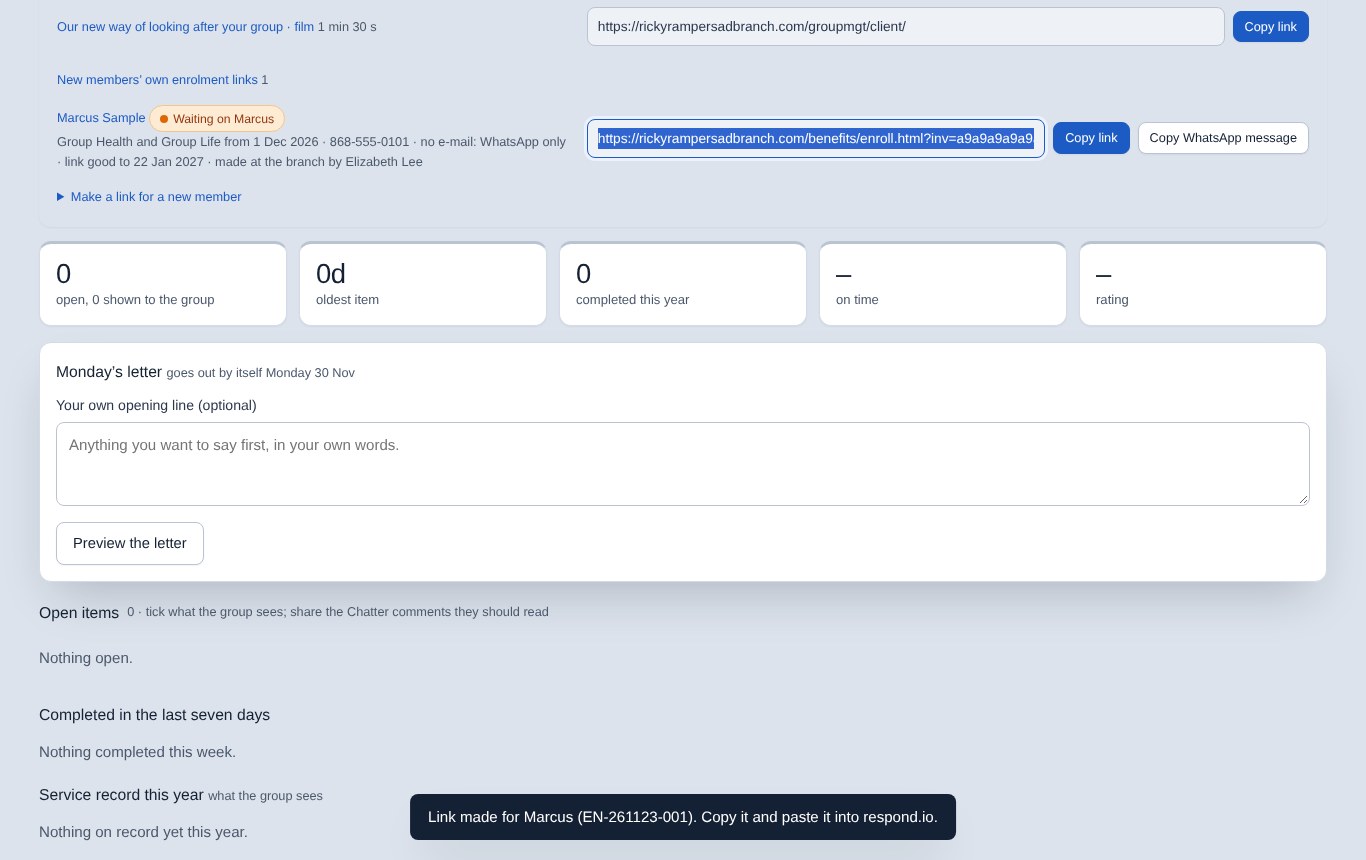 Our new way of looking after your group · film 1 min 30 s
https://rickyrampersadbranch.com/groupmgt/client/
Copy link
New members' own enrolment links 1
Marcus Sample
Waiting on Marcus
Group Health and Group Life from 1 Dec 2026 · 868-555-0101 · no e-mail: WhatsApp only
· link good to 22 Jan 2027 · made at the branch by Elizabeth Lee
https://rickyrampersadbranch.com/benefits/enroll.html?inv=a9a9a9a9a9
Copy link
Copy WhatsApp message
Make a link for a new member
0
open, 0 shown to the group
0d
oldest item
0
completed this year
–
on time
–
rating
Monday's letter goes out by itself Monday 30 Nov
Your own opening line (optional)
Anything you want to say first, in your own words.
Preview the letter
Open items 0 · tick what the group sees; share the Chatter comments they should read
Nothing open.
Completed in the last seven days
Nothing completed this week.
Service record this year what the group sees
Nothing on record yet this year.
Link made for Marcus (EN-261123-001). Copy it and paste it into respond.io.